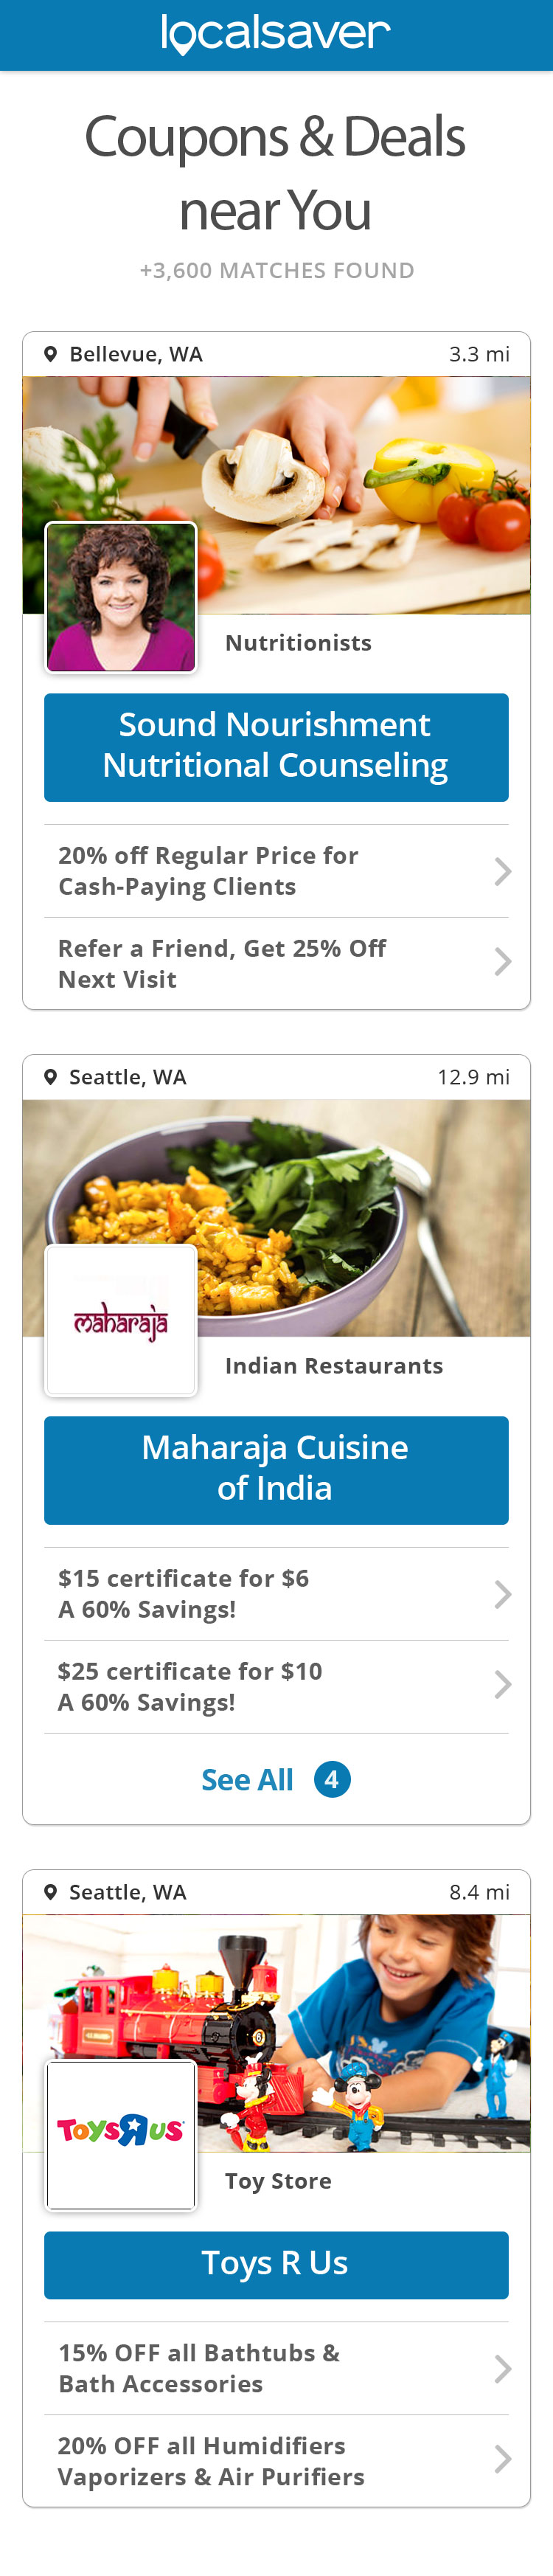 localsaver
Coupons & Deals
near You
+3,600 MATCHES FOUND
Bellevue, WA 3.3 mi
Nutritionists
Sound Nourishment
Nutritional Counseling
20% off Regular Price for
Cash-Paying Clients
Refer a Friend, Get 25% Off
Next Visit
Seattle, WA 12.9 mi
maharaja
Indian Restaurants
Maharaja Cuisine
of India
$15 certificate for $6
A 60% Savings!
$25 certificate for $10
A 60% Savings!
See All 4
Seattle, WA 8.4 mi
6
ToysRUs
Toy Store
Toys R Us
15% OFF all Bathtubs &
Bath Accessories
20% OFF all Humidifiers
Vaporizers & Air Purifiers